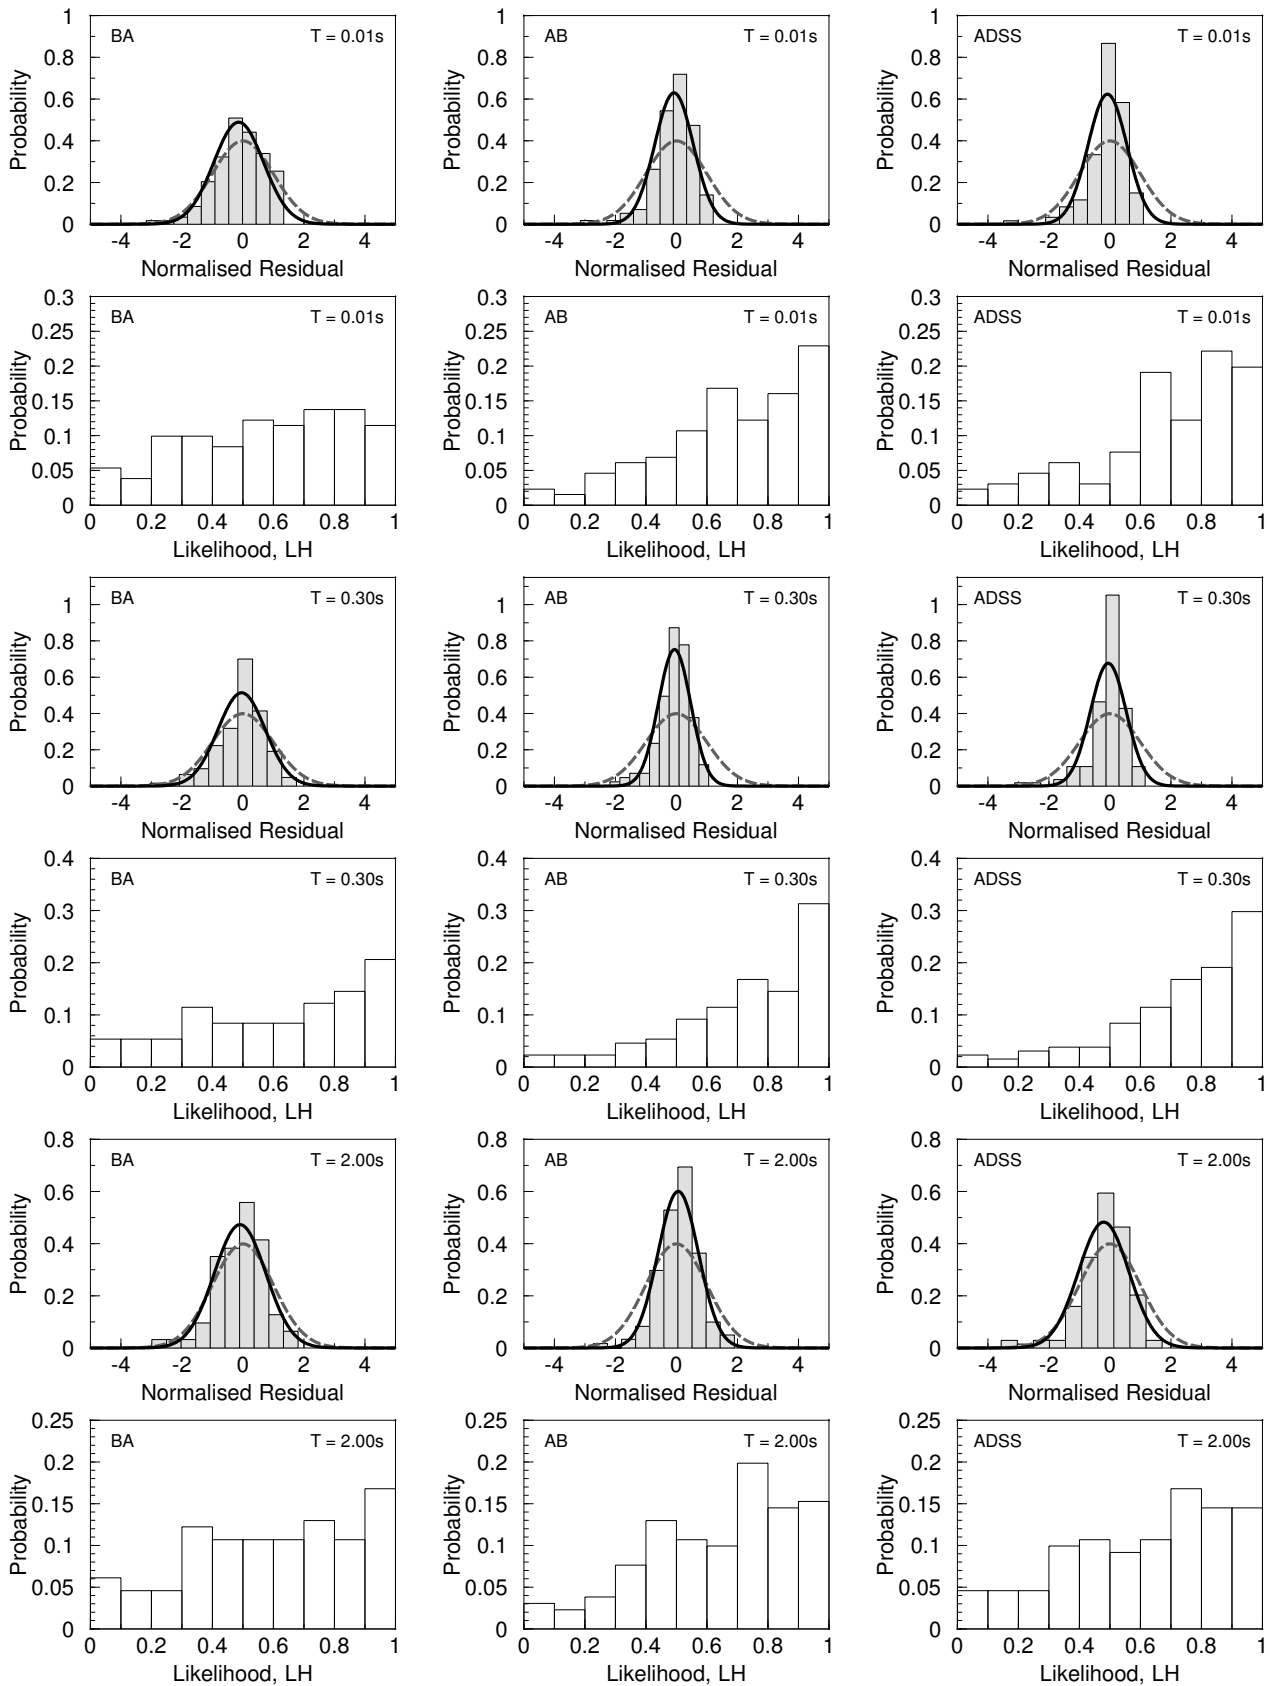 Probability
1
0.8
0.6
0.4
0.2
0
BA T = 0.01s
-4 -2 0 2 4
Normalised Residual
Probability
1
0.8
0.6
0.4
0.2
0
AB T = 0.01s
-4 -2 0 2 4
Normalised Residual
Probability
1
0.8
0.6
0.4
0.2
0
ADSS T = 0.01s
-4 -2 0 2 4
Normalised Residual
Probability
0.3
0.25
0.2
0.15
0.1
0.05
0
BA T = 0.01s
0 0.2 0.4 0.6 0.8 1
Likelihood, LH
Probability
0.3
0.25
0.2
0.15
0.1
0.05
0
AB T = 0.01s
0 0.2 0.4 0.6 0.8 1
Likelihood, LH
Probability
0.3
0.25
0.2
0.15
0.1
0.05
0
ADSS T = 0.01s
0 0.2 0.4 0.6 0.8 1
Likelihood, LH
Probability
1
0.8
0.6
0.4
0.2
0
BA T = 0.30s
-4 -2 0 2 4
Normalised Residual
Probability
1
0.8
0.6
0.4
0.2
0
AB T = 0.30s
-4 -2 0 2 4
Normalised Residual
Probability
1
0.8
0.6
0.4
0.2
0
ADSS T = 0.30s
-4 -2 0 2 4
Normalised Residual
Probability
0.4
0.3
0.2
0.1
0
BA T = 0.30s
0 0.2 0.4 0.6 0.8 1
Likelihood, LH
Probability
0.4
0.3
0.2
0.1
0
AB T = 0.30s
0 0.2 0.4 0.6 0.8 1
Likelihood, LH
Probability
0.4
0.3
0.2
0.1
0
ADSS T = 0.30s
0 0.2 0.4 0.6 0.8 1
Likelihood, LH
Probability
0.8
0.6
0.4
0.2
0
BA T = 2.00s
-4 -2 0 2 4
Normalised Residual
Probability
0.8
0.6
0.4
0.2
0
AB T = 2.00s
-4 -2 0 2 4
Normalised Residual
Probability
0.8
0.6
0.4
0.2
0
ADSS T = 2.00s
-4 -2 0 2 4
Normalised Residual
Probability
0.25
0.2
0.15
0.1
0.05
0
BA T = 2.00s
0 0.2 0.4 0.6 0.8 1
Likelihood, LH
Probability
0.25
0.2
0.15
0.1
0.05
0
AB T = 2.00s
0 0.2 0.4 0.6 0.8 1
Likelihood, LH
Probability
0.25
0.2
0.15
0.1
0.05
0
ADSS T = 2.00s
0 0.2 0.4 0.6 0.8 1
Likelihood, LH